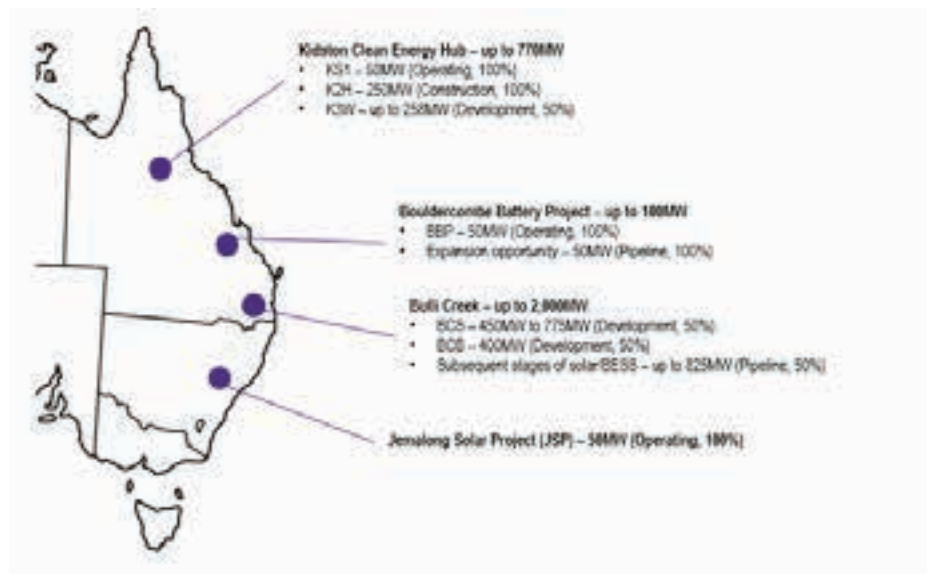 Kidston Clean Energy Hub – up to 770MW
• KS1 – 50MW (Operating, 100%)
• K2H – 250MW (Construction, 100%)
• K3W – up to 258MW (Development, 50%)
Bouldercombe Battery Project – up to 100MW
• BBP – 50MW (Operating, 100%)
• Expansion opportunity – 50MW (Pipeline, 100%)
Bulli Creek – up to 2,000MW
• BCS – 450MW to 775MW (Development, 50%)
• BCB – 400MW (Development, 50%)
• Subsequent stages of solar/BESS – up to 825MW (Pipeline, 50%)
Jemalong Solar Project (JSP) – 50MW (Operating, 100%)